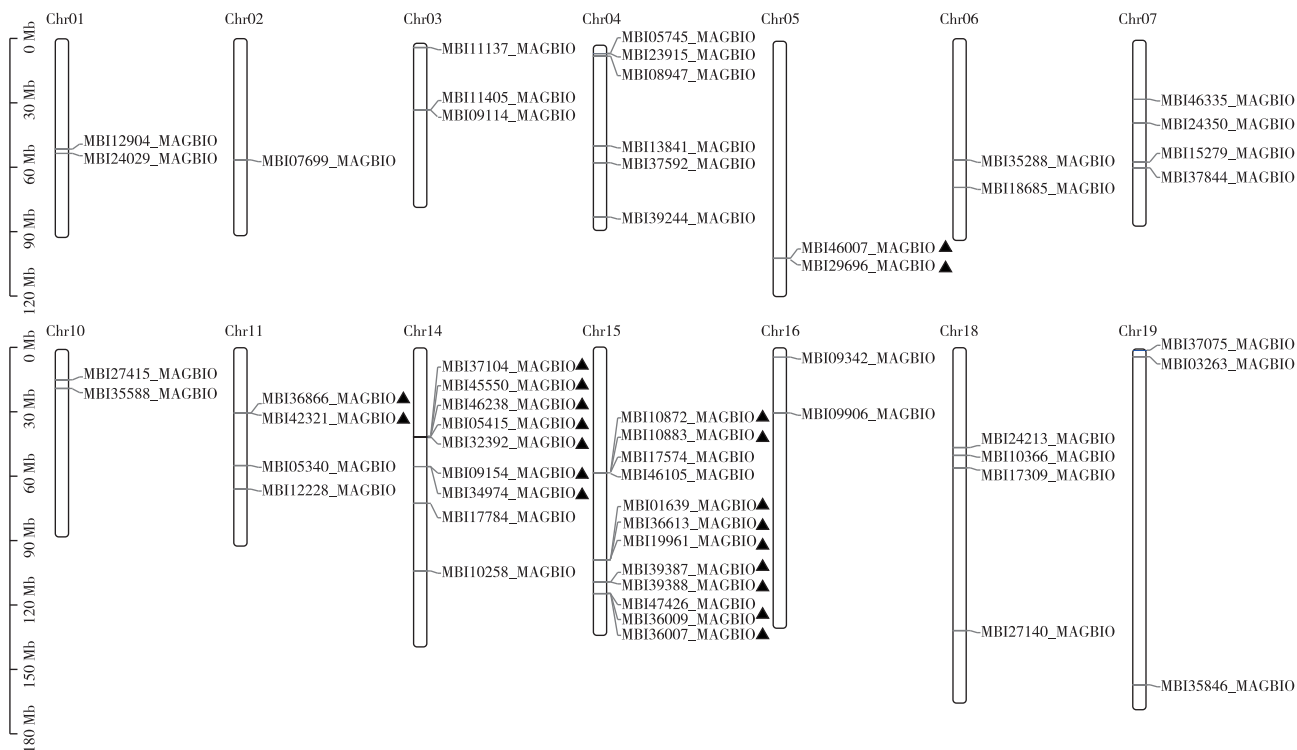 Chr01
Chr02
Chr03
Chr04
Chr05
Chr06
Chr07
0 Mb
30 Mb
60 Mb
90 Mb
120 Mb
MBI12904_MAGBIO
MBI24029_MAGBIO
MBI07699_MAGBIO
MBI11137_MAGBIO
MBI11405_MAGBIO
MBI09114_MAGBIO
MBI05745_MAGBIO
MBI23915_MAGBIO
MBI08947_MAGBIO
MBI13841_MAGBIO
MBI37592_MAGBIO
MBI39244_MAGBIO
MBI46007_MAGBIO▲
MBI29696_MAGBIO▲
MBI35288_MAGBIO
MBI18685_MAGBIO
MBI46335_MAGBIO
MBI24350_MAGBIO
MBI15279_MAGBIO
MBI37844_MAGBIO
Chr10
Chr11
Chr14
Chr15
Chr16
Chr18
Chr19
0 Mb
30 Mb
60 Mb
90 Mb
120 Mb
150 Mb
180 Mb
MBI27415_MAGBIO
MBI35588_MAGBIO
MBI36866_MAGBIO▲
MBI42321_MAGBIO▲
MBI05340_MAGBIO
MBI12228_MAGBIO
MBI37104_MAGBIO▲
MBI45550_MAGBIO▲
MBI46238_MAGBIO▲
MBI05415_MAGBIO▲
MBI32392_MAGBIO▲
MBI09154_MAGBIO▲
MBI34974_MAGBIO▲
MBI17784_MAGBIO
MBI10258_MAGBIO
MBI10872_MAGBIO▲
MBI10883_MAGBIO▲
MBI17574_MAGBIO
MBI46105_MAGBIO
MBI01639_MAGBIO▲
MBI36613_MAGBIO▲
MBI19961_MAGBIO▲
MBI39387_MAGBIO▲
MBI39388_MAGBIO▲
MBI47426_MAGBIO
MBI36009_MAGBIO▲
MBI36007_MAGBIO▲
MBI09342_MAGBIO
MBI09906_MAGBIO
MBI24213_MAGBIO
MBI10366_MAGBIO
MBI17309_MAGBIO
MBI27140_MAGBIO
MBI37075_MAGBIO
MBI03263_MAGBIO
MBI35846_MAGBIO